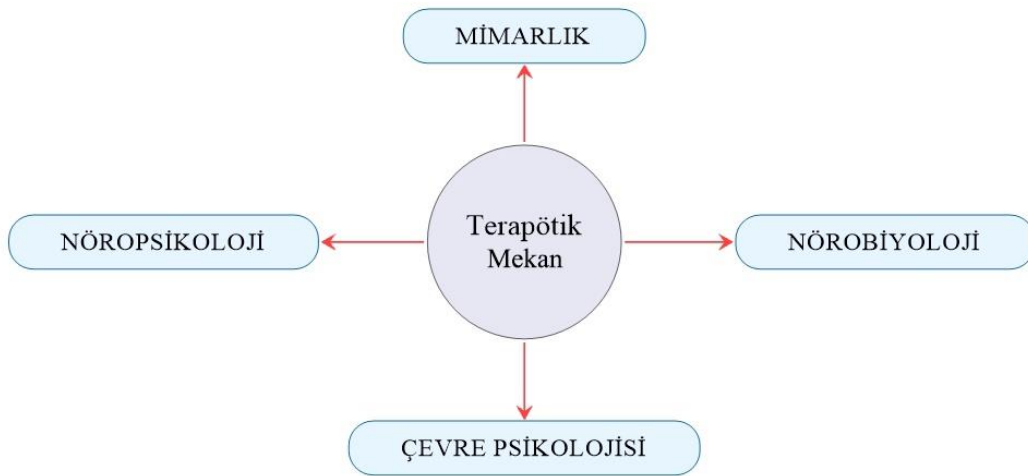 MİMARLIK
NÖROPSİKOLOJİ
Terapötik
Mekan
NÖROBİYOLOJİ
ÇEVRE PSİKOLOJİSİ